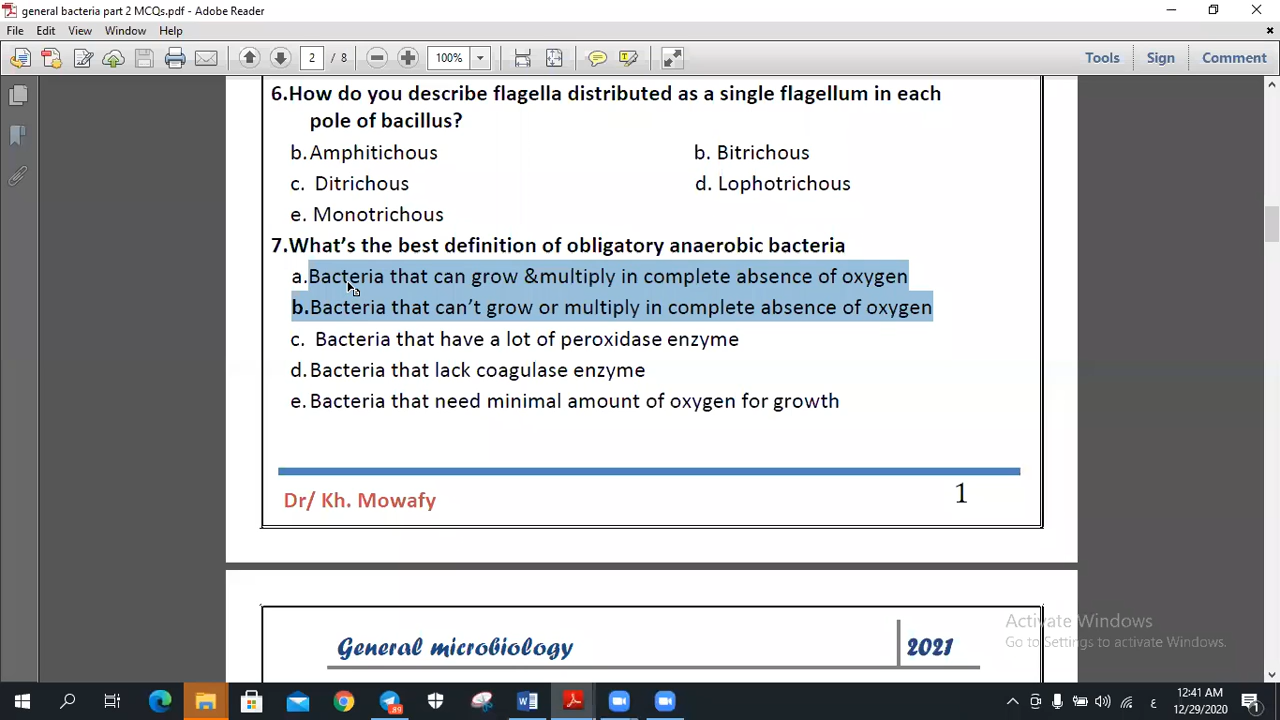 general bacteria part 2 MCQs.pdf - Adobe Reader
File Edit View Window Help
2 / 8 100% Tools Sign Comment
6.How do you describe flagella distributed as a single flagellum in each
pole of bacillus?
b.Amphitichous b. Bitrichous
c. Ditrichous d. Lophotrichous
e. Monotrichous
7.What's the best definition of obligatory anaerobic bacteria
a.Bacteria that can grow &multiply in complete absence of oxygen
b.Bacteria that can't grow or multiply in complete absence of oxygen
c. Bacteria that have a lot of peroxidase enzyme
d.Bacteria that lack coagulase enzyme
e.Bacteria that need minimal amount of oxygen for growth
Dr/ Kh. Mowafy 1
General microbiology 2021
Activate Windows
Go to Settings to activate Windows.
89
ع
12:41 AM
12/29/2020
1